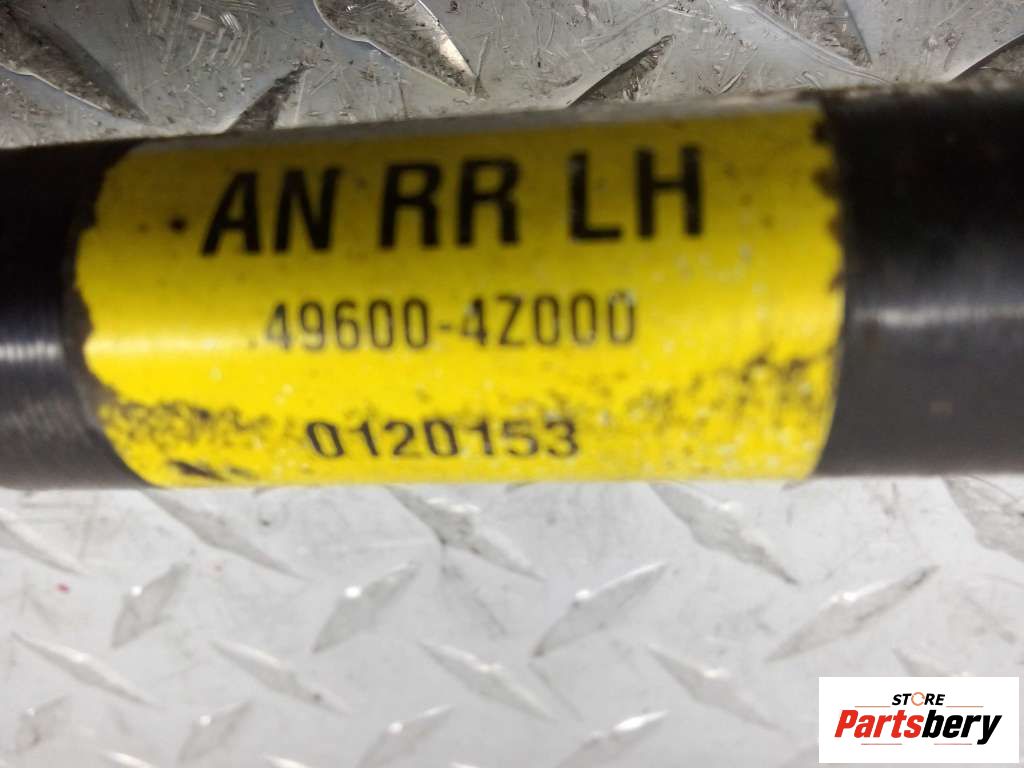 AN RR LH
49600-4Z000
0120153
STORE
Partsbery